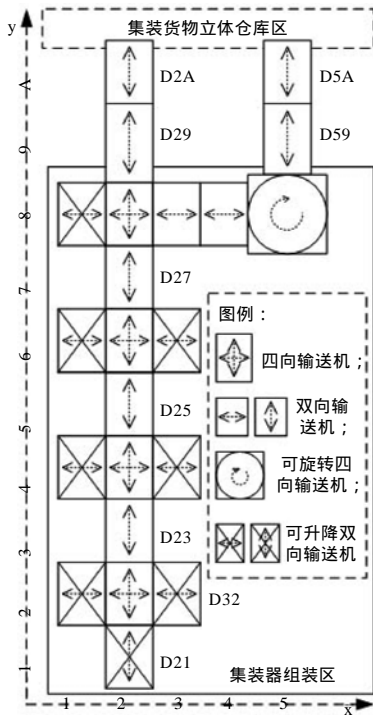 y
集装货物立体仓库区
D2A
D5A
A
D29
D59
9
8
D27
7
图例：
6
四向输送机；
D25
双向输
送机；
5
4
可旋转四
向输送机；
D23
3
可升降双
向输送机
2
D32
D21
1
集装器组装区
1 2 3 4 5 x